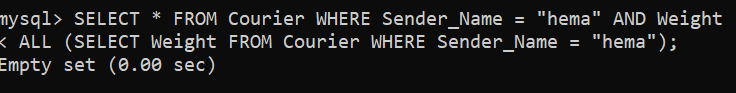 mysql> SELECT * FROM Courier WHERE Sender_Name = "hema" AND Weight
< ALL (SELECT Weight FROM Courier WHERE Sender_Name = "hema");
Empty set (0.00 sec)